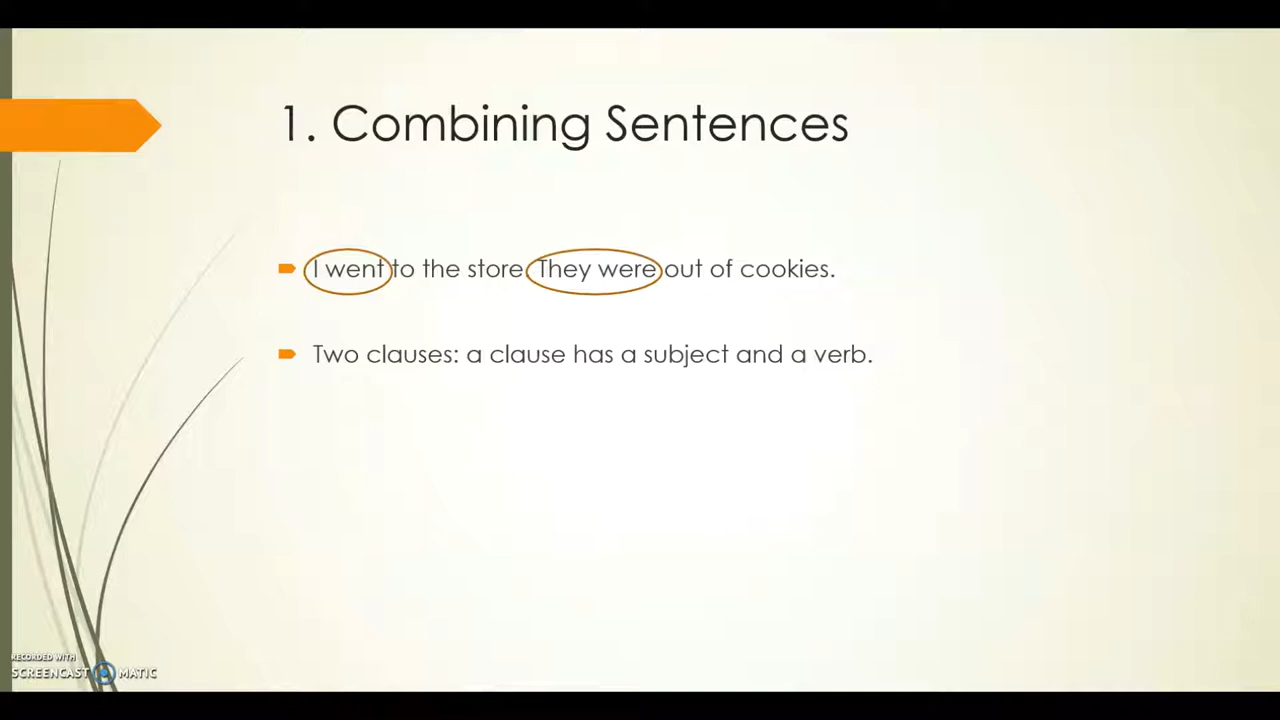 1. Combining Sentences
I went to the store They were out of cookies.
Two clauses: a clause has a subject and a verb.
RECORDED WITH
SCREENCAST MATIC